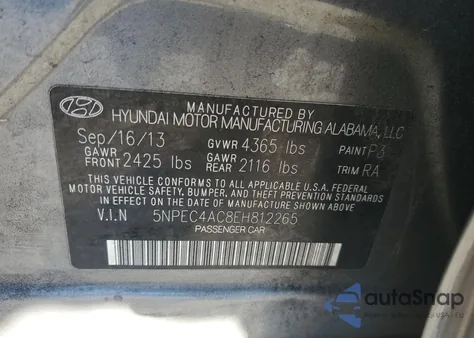 MANUFACTURED BY
HYUNDAI MOTOR MANUFACTURING ALABAMA, LLC
Sep/16/13 GVWR 4365 lbs PAINT P3
GAWR FRONT 2425 lbs GAWR REAR 2116 lbs TRIM RA
THIS VEHICLE CONFORMS TO ALL APPLICABLE U.S.A FEDERAL
MOTOR VEHICLE SAFETY, BUMPER, AND THEFT PREVENTION STANDARDS
IN EFFECT ON THE DATE OF MANUFACTURE SHOWN ABOVE.
V.I.N 5NPEC4AC8EH812265
PASSENGER CAR
autoSnap